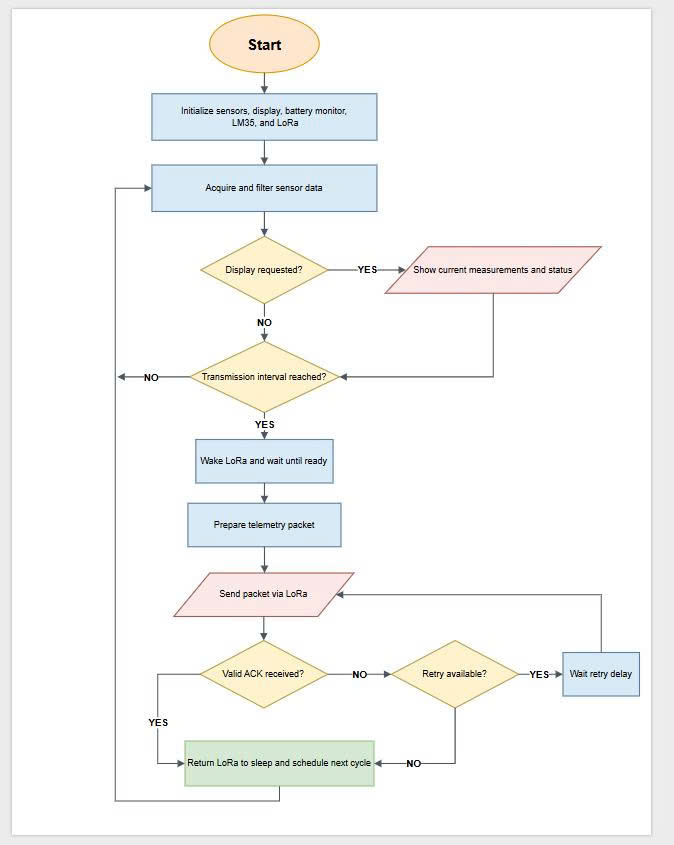 Start
Initialize sensors, display, battery monitor,
LM35, and LoRa
Acquire and filter sensor data
Display requested?
YES
Show current measurements and status
NO
Transmission interval reached?
NO
YES
Wake LoRa and wait until ready
Prepare telemetry packet
Send packet via LoRa
Valid ACK received?
NO
Retry available?
YES
Wait retry delay
YES
Return LoRa to sleep and schedule next cycle
NO